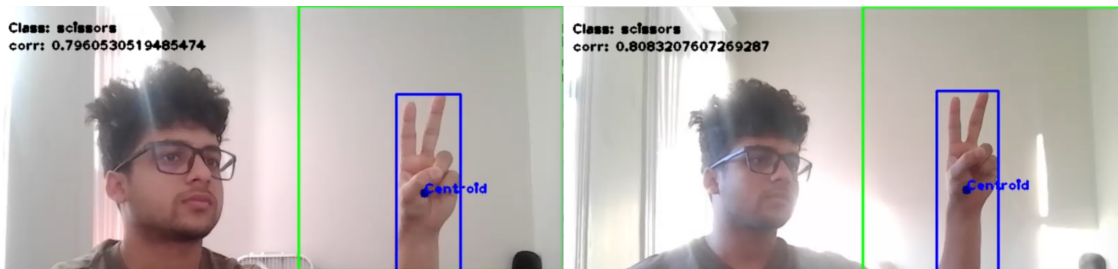 Class: scissors
corr: 0.7960530519485474
Centroid
Class: scissors
corr: 0.8083207607269287
Centroid